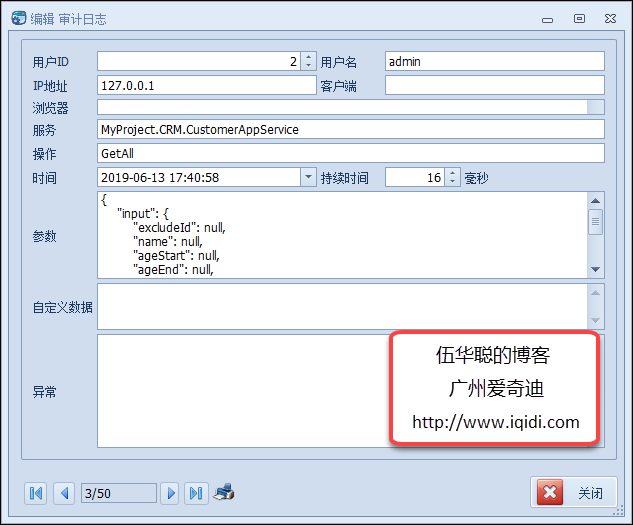 编辑 审计日志
用户ID 2 用户名 admin
IP地址 127.0.0.1 客户端
浏览器
服务 MyProject.CRM.CustomerAppService
操作 GetAll
时间 2019-06-13 17:40:58 持续时间 16 毫秒
参数
{
"input": {
"excludeId": null,
"name": null,
"ageStart": null,
"ageEnd": null,
自定义数据
异常
伍华聪的博客
广州爱奇迪
http://www.iqidi.com
3/50
关闭